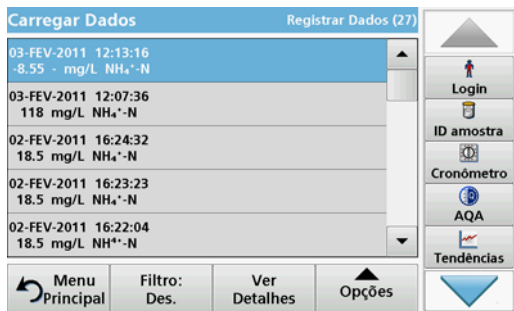 Carregar Dados
Registrar Dados (27)
03-FEV-2011 12:13:16
-8.55 - mg/L NH₄⁺-N
03-FEV-2011 12:07:36
118 mg/L NH₄⁺-N
02-FEV-2011 16:24:32
18.5 mg/L NH₄⁺-N
02-FEV-2011 16:23:23
18.5 mg/L NH₄⁺-N
02-FEV-2011 16:22:04
18.5 mg/L NH⁴⁺-N
Login
ID amostra
Cronômetro
AQA
Tendências
Menu
Principal
Filtro:
Des.
Ver
Detalhes
Opções